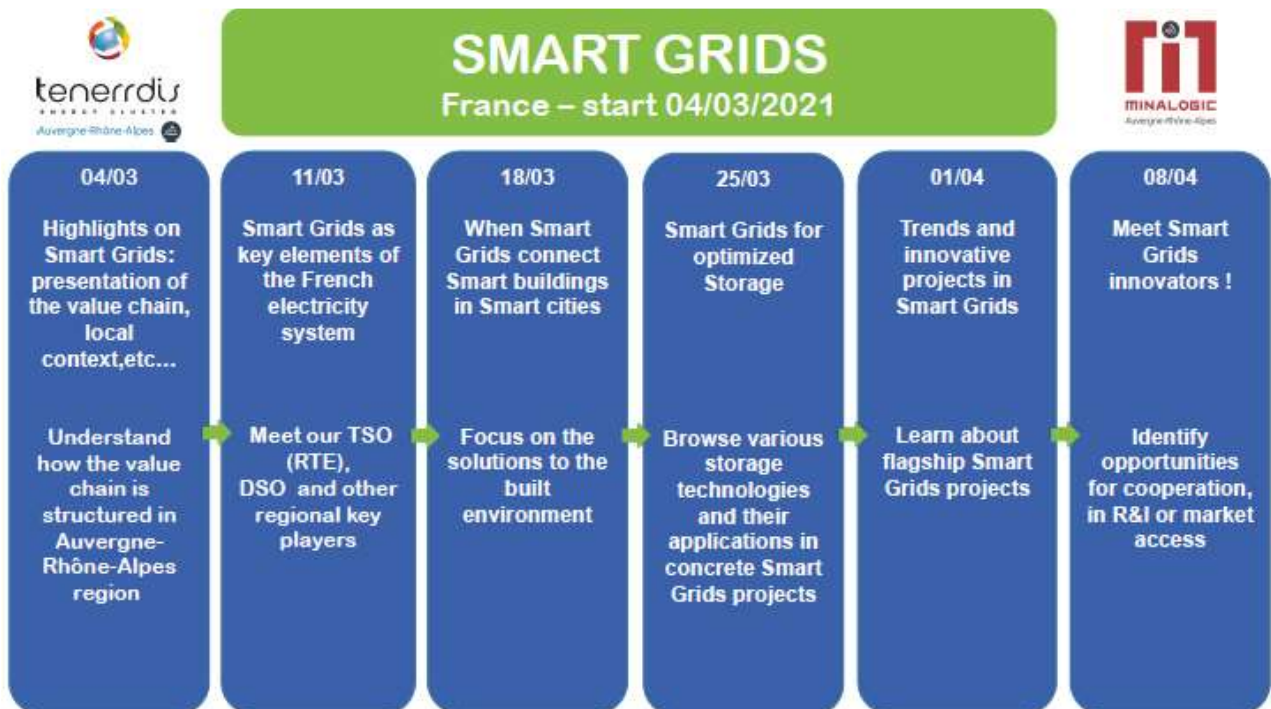 tenerrdis
ENERGY CLUSTER
Auvergne-Rhône-Alpes
SMART GRIDS
France – start 04/03/2021
MINALOGIC
Auvergne-Rhône-Alpes
04/03
Highlights on
Smart Grids:
presentation of
the value chain,
local
context,etc...
Understand
how the value
chain is
structured in
Auvergne-
Rhône-Alpes
region
11/03
Smart Grids as
key elements of
the French
electricity
system
Meet our TSO
(RTE),
DSO and other
regional key
players
18/03
When Smart
Grids connect
Smart buildings
in Smart cities
Focus on the
solutions to the
built
environment
25/03
Smart Grids for
optimized
Storage
Browse various
storage
technologies
and their
applications in
concrete Smart
Grids projects
01/04
Trends and
innovative
projects in
Smart Grids
Learn about
flagship Smart
Grids projects
08/04
Meet Smart
Grids
innovators !
Identify
opportunities
for cooperation,
in R&I or market
access